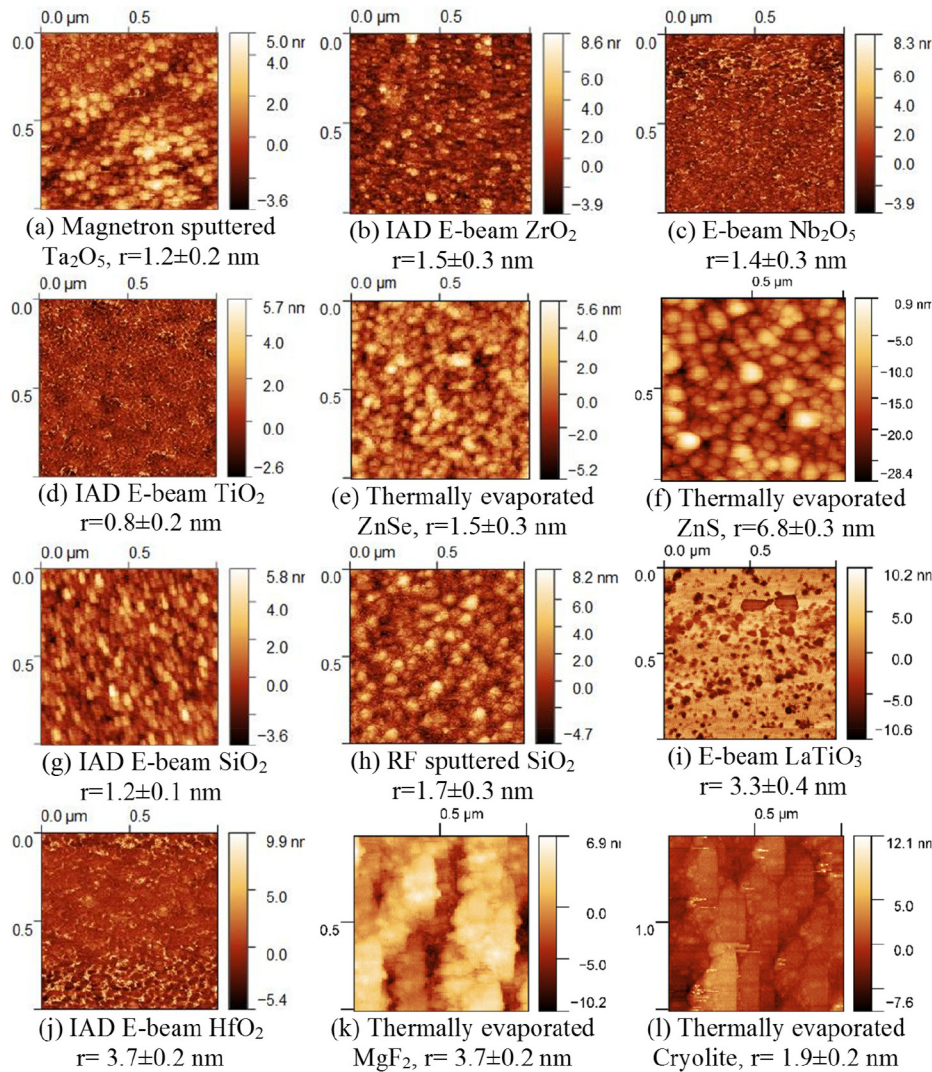 0.0 µm 0.5
0.0
0.5
5.0 nm
4.0
2.0
0.0
−3.6
(a) Magnetron sputtered
Ta₂O₅, r=1.2±0.2 nm
0.0 µm 0.5
0.0
0.5
8.6 n
6.0
4.0
2.0
0.0
−3.9
(b) IAD E-beam ZrO₂
r=1.5±0.3 nm
0.0 µm 0.5
0.0
0.5
8.3 n
6.0
4.0
2.0
0.0
−3.9
(c) E-beam Nb₂O₅
r=1.4±0.3 nm
0.0 µm 0.5
0.0
0.5
5.7 n
4.0
2.0
0.0
−2.6
(d) IAD E-beam TiO₂
r=0.8±0.2 nm
0.0 µm 0.5
0.0
0.5
5.6 n
4.0
2.0
0.0
−2.0
−5.2
(e) Thermally evaporated
ZnSe, r=1.5±0.3 nm
0.5 µm
0.5
0.9 n
−5.0
−10.0
−15.0
−20.0
−28.4
(f) Thermally evaporated
ZnS, r=6.8±0.3 nm
0.0 µm 0.5
0.0
0.5
5.8 n
4.0
2.0
0.0
−3.6
(g) IAD E-beam SiO₂
r=1.2±0.1 nm
0.0 µm 0.5
0.0
0.5
8.2 n
6.0
4.0
2.0
0.0
−4.7
(h) RF sputtered SiO₂
r=1.7±0.3 nm
0.0 µm 0.5
0.0
0.5
10.2 n
5.0
0.0
−5.0
−10.6
(i) E-beam LaTiO₃
r= 3.3±0.4 nm
0.0 µm 0.5
0.0
0.5
9.9 n
5.0
0.0
−5.4
(j) IAD E-beam HfO₂
r= 3.7±0.2 nm
0.5 µm
0.5
6.9 n
0.0
−5.0
−10.2
(k) Thermally evaporated
MgF₂, r= 3.7±0.2 nm
0.5 µm
1.0
12.1 n
5.0
0.0
−7.6
(l) Thermally evaporated
Cryolite, r= 1.9±0.2 nm